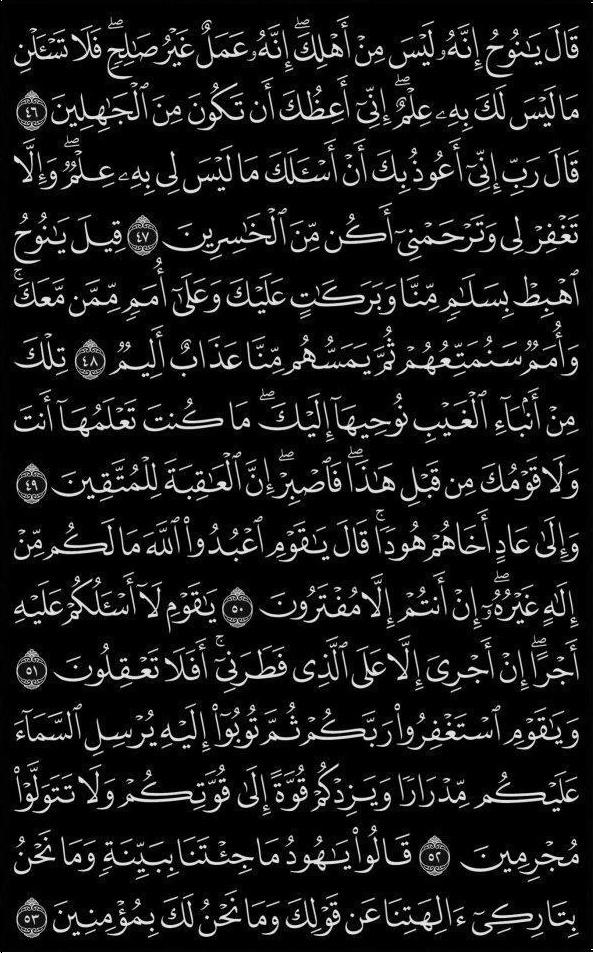 قَالَ يَـٰنُوحُ إِنَّهُۥ لَيْسَ مِنْ أَهْلِكَ ۖ إِنَّهُۥ عَمَلٌ غَيْرُ صَـٰلِحٍ ۖ فَلَا تَسْـَٔلْنِ
مَا لَيْسَ لَكَ بِهِۦ عِلْمٌ ۖ إِنِّىٓ أَعِظُكَ أَن تَكُونَ مِنَ ٱلْجَـٰهِلِينَ ٤٦
قَالَ رَبِّ إِنِّىٓ أَعُوذُ بِكَ أَنْ أَسْـَٔلَكَ مَا لَيْسَ لِى بِهِۦ عِلْمٌ ۖ وَإِلَّا
تَغْفِرْ لِى وَتَرْحَمْنِىٓ أَكُن مِّنَ ٱلْخَـٰسِرِينَ ٤٧ قِيلَ يَـٰنُوحُ
ٱهْبِطْ بِسَلَـٰمٍ مِّنَّا وَبَرَكَـٰتٍ عَلَيْكَ وَعَلَىٰٓ أُمَمٍ مِّمَّن مَّعَكَ ۚ
وَأُمَمٌ سَنُمَتِّعُهُمْ ثُمَّ يَمَسُّهُم مِّنَّا عَذَابٌ أَلِيمٌ ٤٨ تِلْكَ
مِنْ أَنۢبَآءِ ٱلْغَيْبِ نُوحِيهَآ إِلَيْكَ ۖ مَا كُنتَ تَعْلَمُهَآ أَنتَ
وَلَا قَوْمُكَ مِن قَبْلِ هَـٰذَا ۖ فَٱصْبِرْ ۖ إِنَّ ٱلْعَـٰقِبَةَ لِلْمُتَّقِينَ ٤٩
وَإِلَىٰ عَادٍ أَخَاهُمْ هُودًا ۚ قَالَ يَـٰقَوْمِ ٱعْبُدُوا۟ ٱللَّهَ مَا لَكُم مِّنْ
إِلَـٰهٍ غَيْرُهُۥٓ ۖ إِنْ أَنتُمْ إِلَّا مُفْتَرُونَ ٥٠ يَـٰقَوْمِ لَآ أَسْـَٔلُكُمْ عَلَيْهِ
أَجْرًا ۖ إِنْ أَجْرِىَ إِلَّا عَلَى ٱلَّذِى فَطَرَنِىٓ ۚ أَفَلَا تَعْقِلُونَ ٥١
وَيَـٰقَوْمِ ٱسْتَغْفِرُوا۟ رَبَّكُمْ ثُمَّ تُوبُوٓا۟ إِلَيْهِ يُرْسِلِ ٱلسَّمَآءَ
عَلَيْكُم مِّدْرَارًا وَيَزِدْكُمْ قُوَّةً إِلَىٰ قُوَّتِكُمْ وَلَا تَتَوَلَّوْا۟
مُجْرِمِينَ ٥٢ قَالُوا۟ يَـٰهُودُ مَا جِئْتَنَا بِبَيِّنَةٍ وَمَا نَحْنُ
بِتَارِكِىٓ ءَالِهَتِنَا عَن قَوْلِكَ وَمَا نَحْنُ لَكَ بِمُؤْمِنِينَ ٥٣